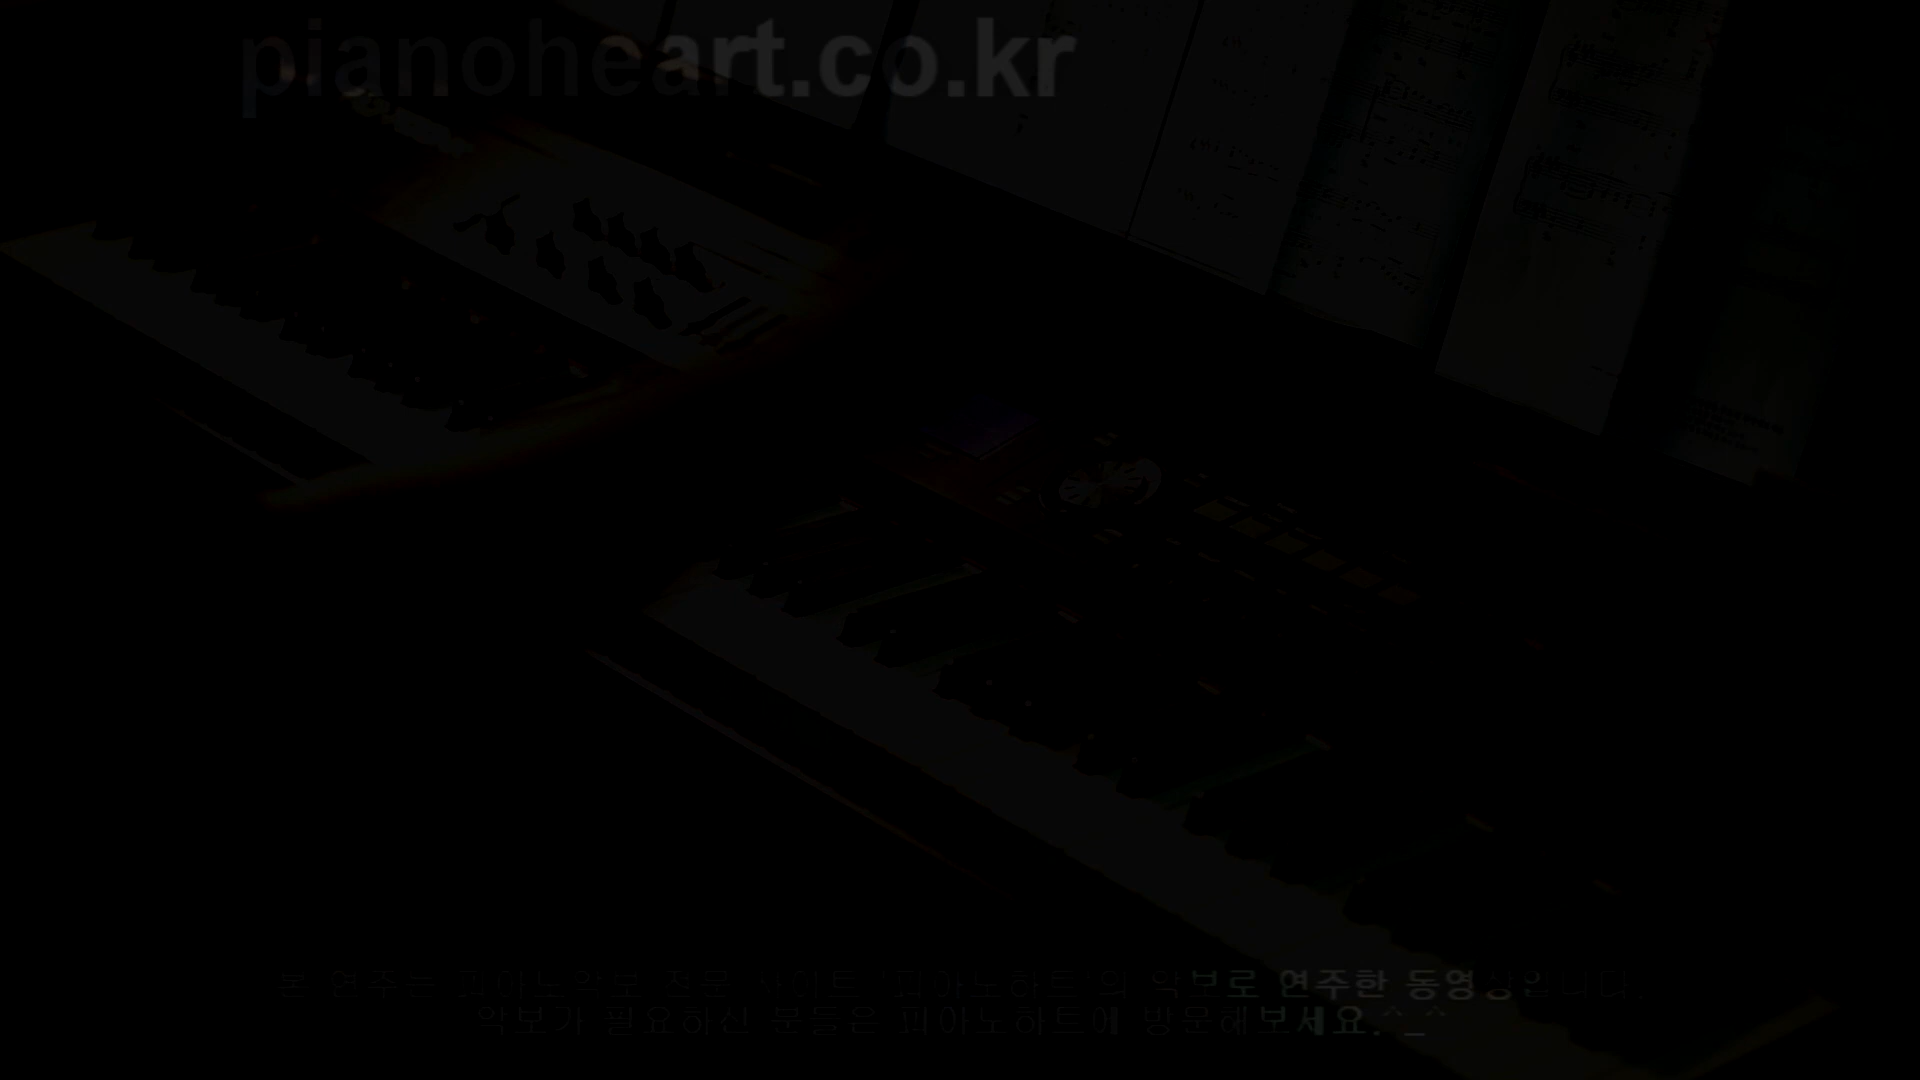 pianoheart.co.kr
본 연주는 피아노악보 전문 사이트 '피아노하트'의 악보로 연주한 동영상입니다.
악보가 필요하신 분들은 피아노하트에 방문해보세요.^_^